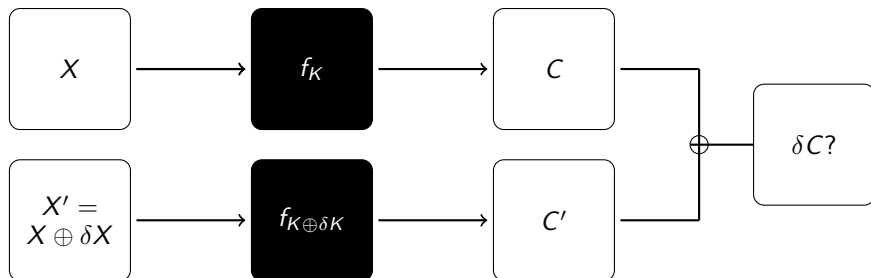 X
f_K
C
δC?
X′ =
X ⊕ δX
f_{K⊕δK}
C′